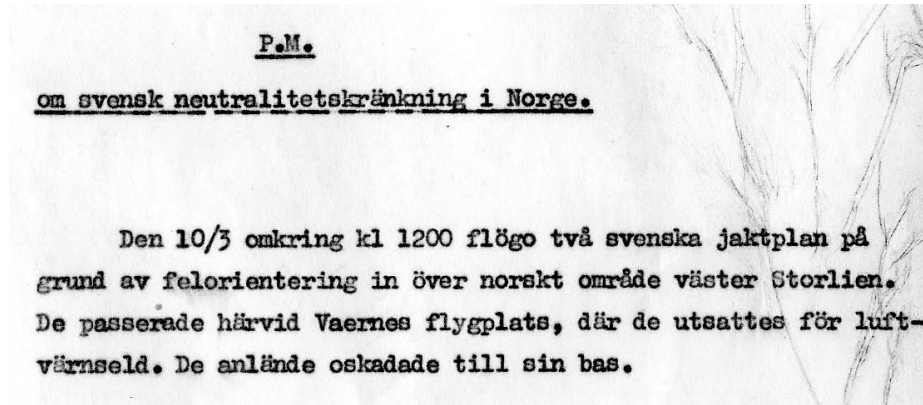 P.M.
om svensk neutralitetskränkning i Norge.
Den 10/3 omkring kl 1200 flögo två svenska jaktplan på
grund av felorientering in över norskt område väster Storlien.
De passerade härvid Vaernes flygplats, där de utsattes för luft-
värnseld. De anlände oskadade till sin bas.